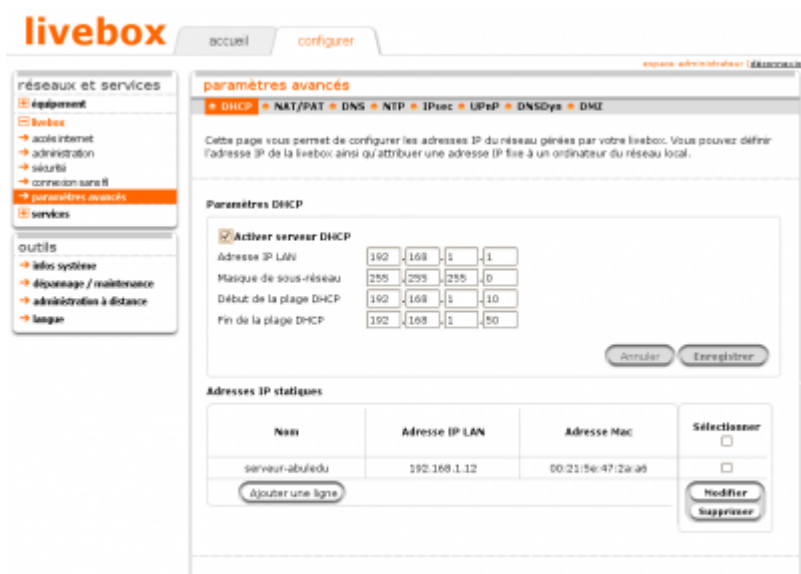 livebox
accueil
configurer
espace administrateur
réseaux et services
équipement
livebox
accès internet
administration
sécurité
connexion sans fil
paramètres avancés
services
outils
infos système
dépannage / maintenance
administration à distance
langue
paramètres avancés
DHCP NAT/PAT DNS NTP IPsec UPnP DNSDyn DMZ
Cette page vous permet de configurer les adresses IP du réseau gérées par votre livebox. Vous pouvez définir
l'adresse IP de la livebox ainsi qu'attribuer une adresse IP fixe à un ordinateur du réseau local.
Paramètres DHCP
Activer serveur DHCP
Adresse IP LAN 192 . 168 . 1 . 1
Masque de sous-réseau 255 . 255 . 255 . 0
Début de la plage DHCP 192 . 168 . 1 . 10
Fin de la plage DHCP 192 . 168 . 1 . 50
Annuler Enregistrer
Adresses IP statiques
Nom Adresse IP LAN Adresse Mac Sélectionner
serveur-abuledu 192.168.1.12 00:21:5e:47:2a:a6
Ajouter une ligne Modifier
Supprimer